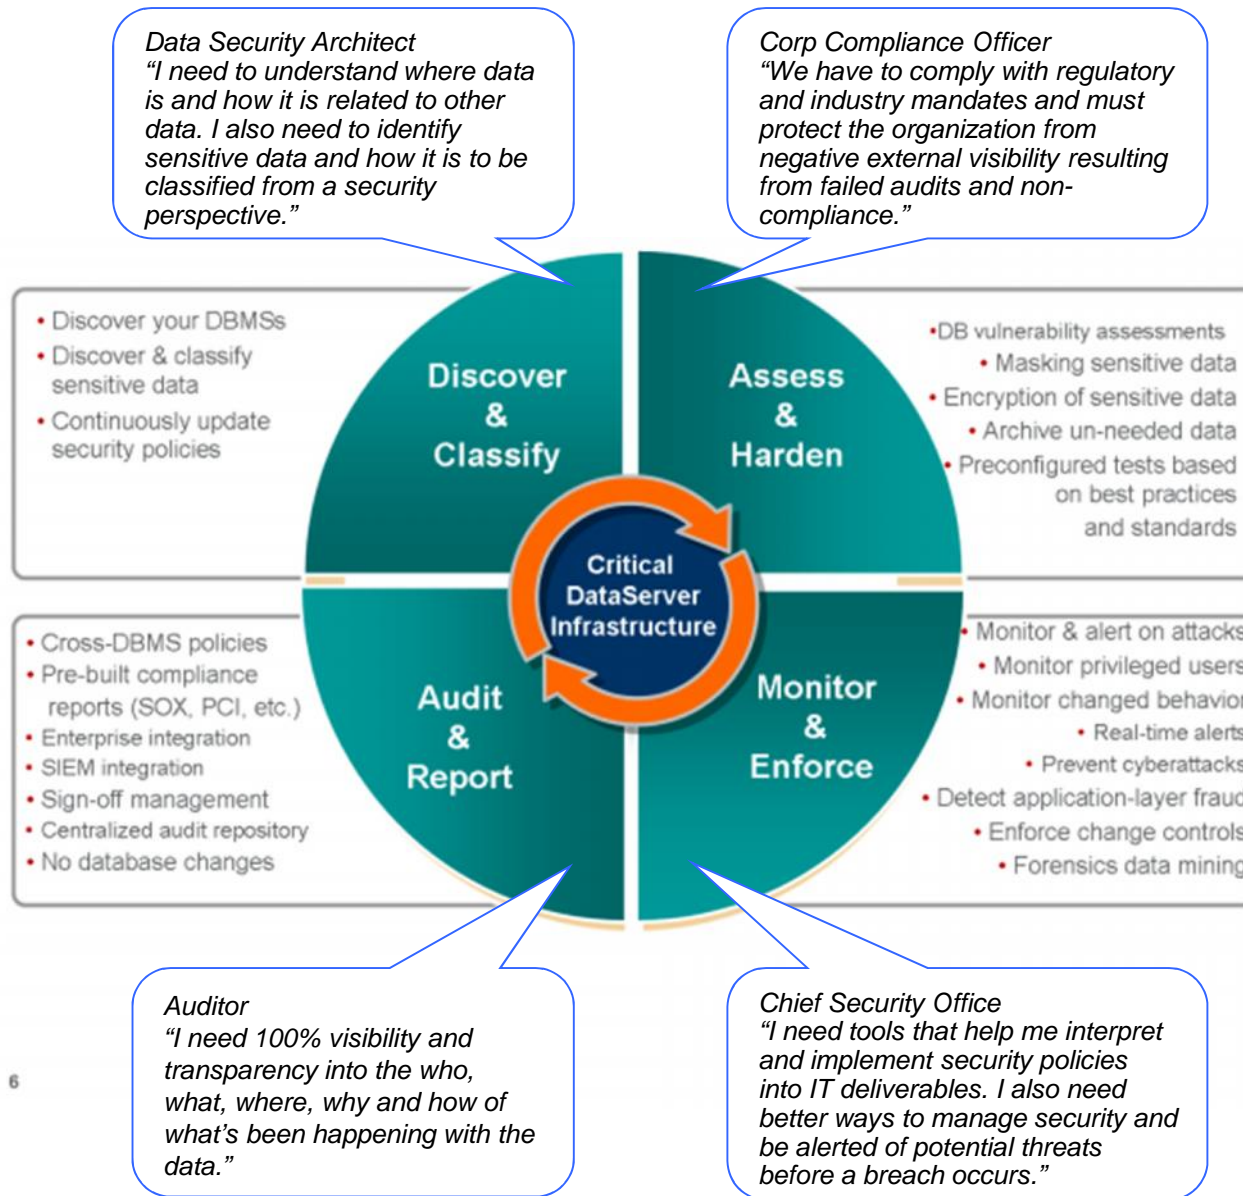 Data Security Architect
“I need to understand where data
is and how it is related to other
data. I also need to identify
sensitive data and how it is to be
classified from a security
perspective.”
Corp Compliance Officer
“We have to comply with regulatory
and industry mandates and must
protect the organization from
negative external visibility resulting
from failed audits and non-
compliance.”
• Discover your DBMSs
• Discover & classify
sensitive data
• Continuously update
security policies
Discover
&
Classify
Assess
&
Harden
•DB vulnerability assessments
• Masking sensitive data
• Encryption of sensitive data
• Archive un-needed data
• Preconfigured tests based
on best practices
and standards
Critical
DataServer
Infrastructure
• Cross-DBMS policies
• Pre-built compliance
reports (SOX, PCI, etc.)
• Enterprise integration
• SIEM integration
• Sign-off management
• Centralized audit repository
• No database changes
Audit
&
Report
Monitor
&
Enforce
• Monitor & alert on attacks
• Monitor privileged users
• Monitor changed behavior
• Real-time alerts
• Prevent cyberattacks
• Detect application-layer fraud
• Enforce change controls
• Forensics data mining
Auditor
“I need 100% visibility and
transparency into the who,
what, where, why and how of
what’s been happening with the
data.”
Chief Security Office
“I need tools that help me interpret
and implement security policies
into IT deliverables. I also need
better ways to manage security and
be alerted of potential threats
before a breach occurs.”
6